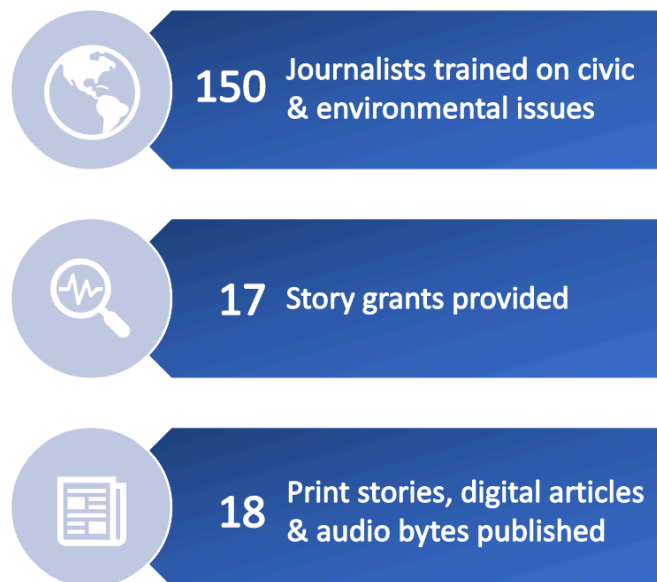 150 Journalists trained on civic
& environmental issues
17 Story grants provided
18 Print stories, digital articles
& audio bytes published